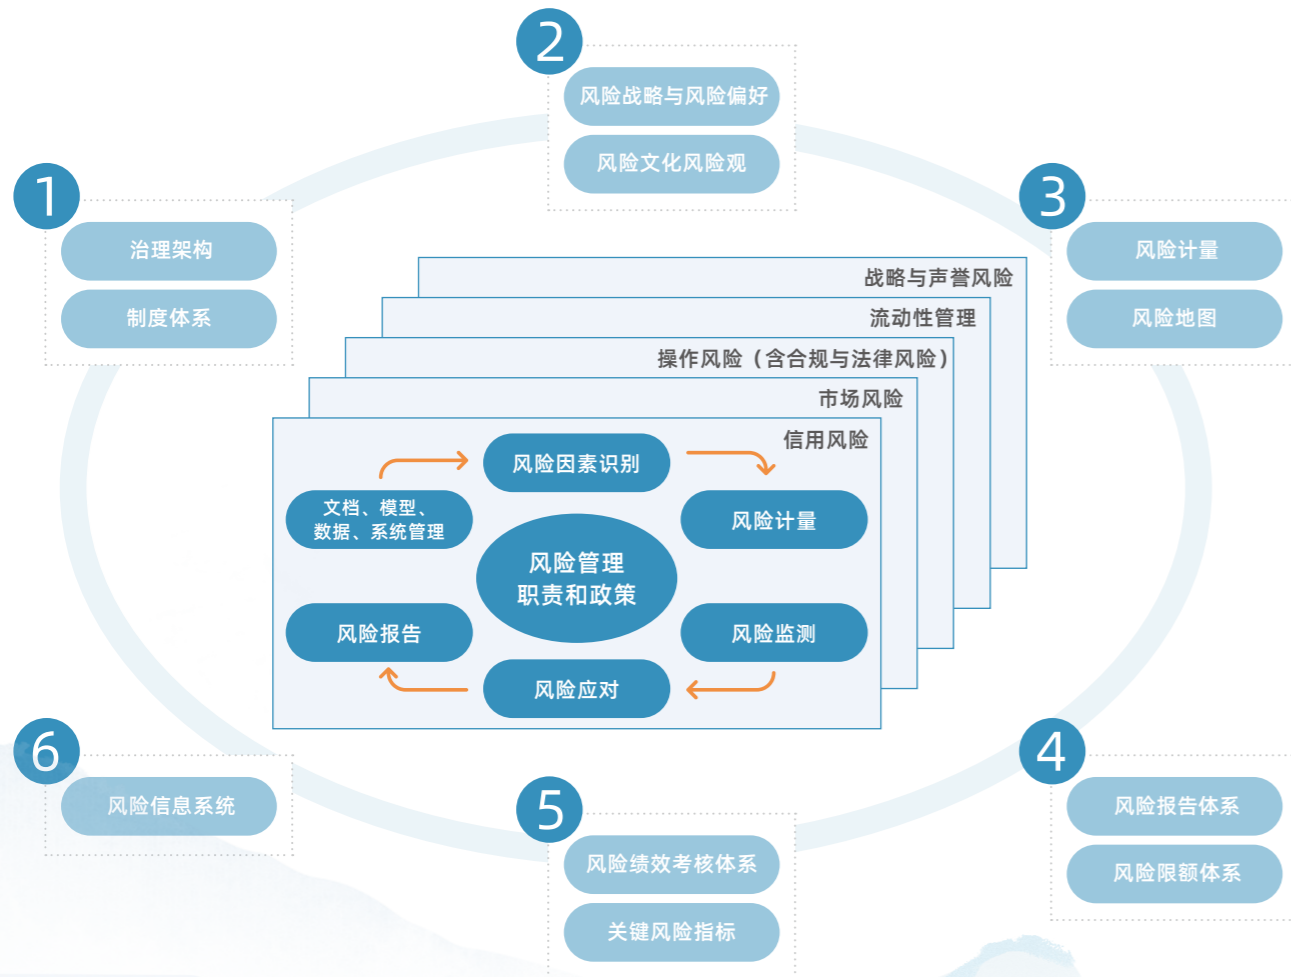 1
治理架构
制度体系
2
风险战略与风险偏好
风险文化风险观
3
风险计量
风险地图
战略与声誉风险
流动性管理
操作风险（含合规与法律风险）
市场风险
信用风险
风险因素识别
风险计量
风险监测
风险应对
风险报告
文档、模型、
数据、系统管理
风险管理
职责和政策
4
风险报告体系
风险限额体系
5
风险绩效考核体系
关键风险指标
6
风险信息系统